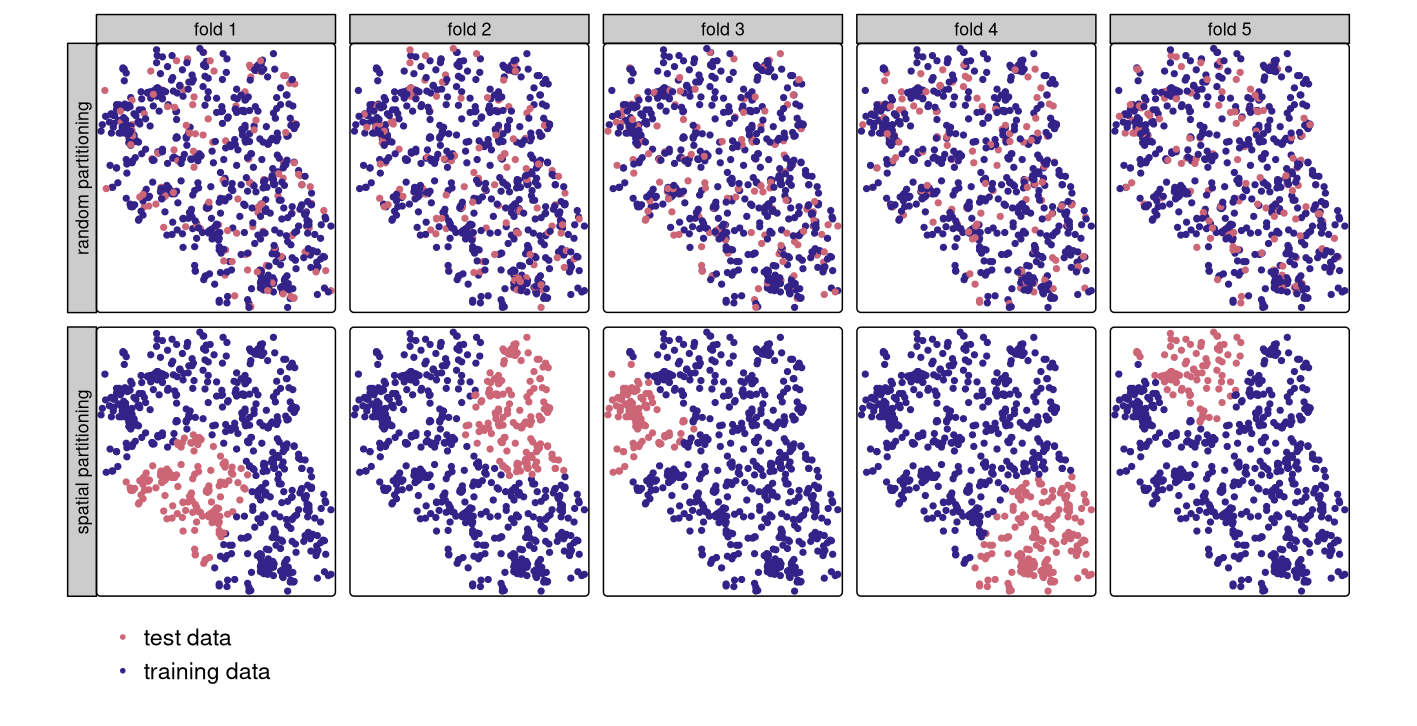 fold 1
fold 2
fold 3
fold 4
fold 5
random partitioning
spatial partitioning
test data
training data